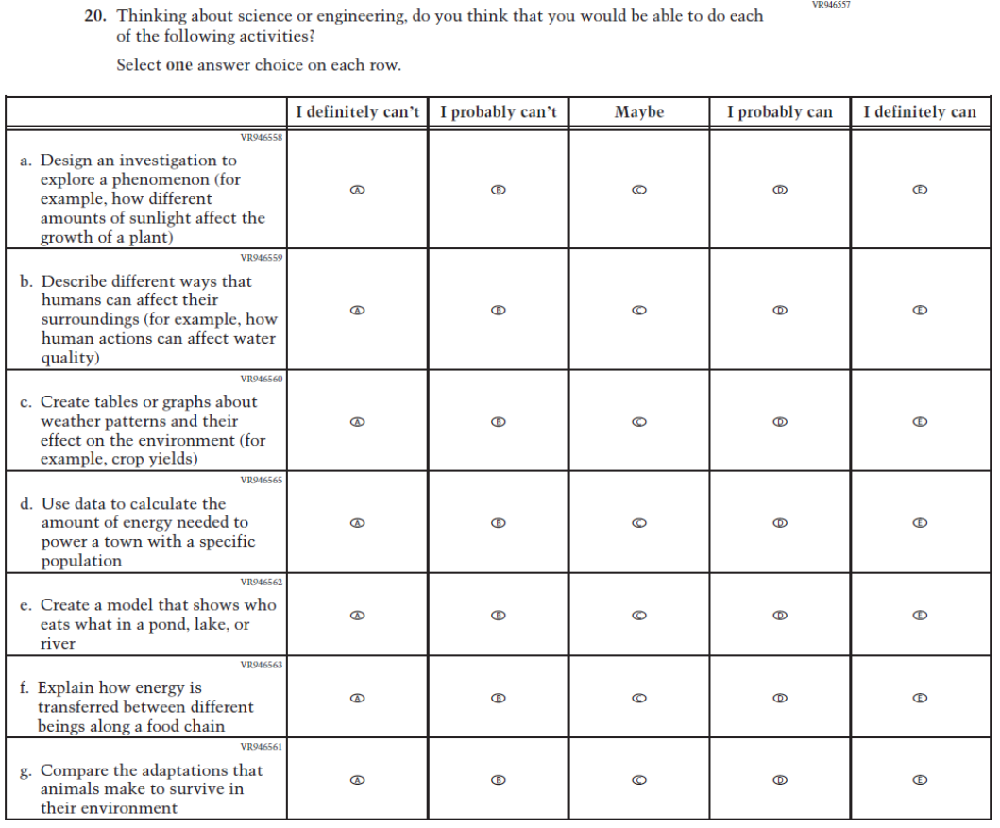 VR946557
20. Thinking about science or engineering, do you think that you would be able to do each
of the following activities?
Select one answer choice on each row.
I definitely can't I probably can't Maybe I probably can I definitely can
VR946558
a. Design an investigation to
explore a phenomenon (for
example, how different
amounts of sunlight affect the
growth of a plant)
A B C D E
VR946559
b. Describe different ways that
humans can affect their
surroundings (for example, how
human actions can affect water
quality)
A B C D E
VR946560
c. Create tables or graphs about
weather patterns and their
effect on the environment (for
example, crop yields)
A B C D E
VR946565
d. Use data to calculate the
amount of energy needed to
power a town with a specific
population
A B C D E
VR946562
e. Create a model that shows who
eats what in a pond, lake, or
river
A B C D E
VR946563
f. Explain how energy is
transferred between different
beings along a food chain
A B C D E
VR946561
g. Compare the adaptations that
animals make to survive in
their environment
A B C D E